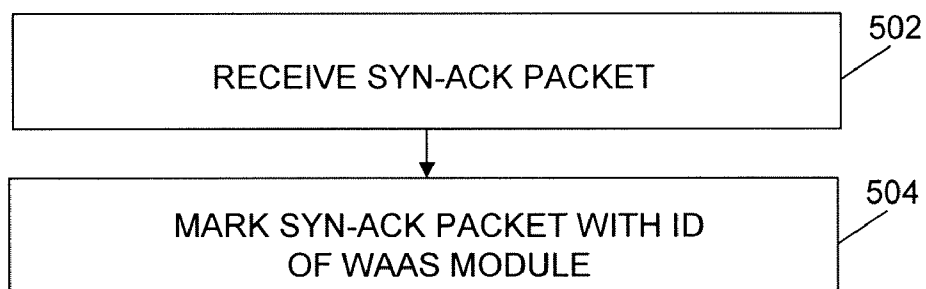 502
RECEIVE SYN-ACK PACKET
504
MARK SYN-ACK PACKET WITH ID
OF WAAS MODULE